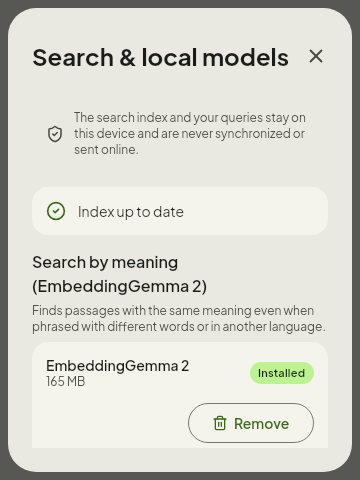 Search & local models
The search index and your queries stay on
this device and are never synchronized or
sent online.
Index up to date
Search by meaning
(EmbeddingGemma 2)
Finds passages with the same meaning even when
phrased with different words or in another language.
EmbeddingGemma 2
Installed
165 MB
Remove